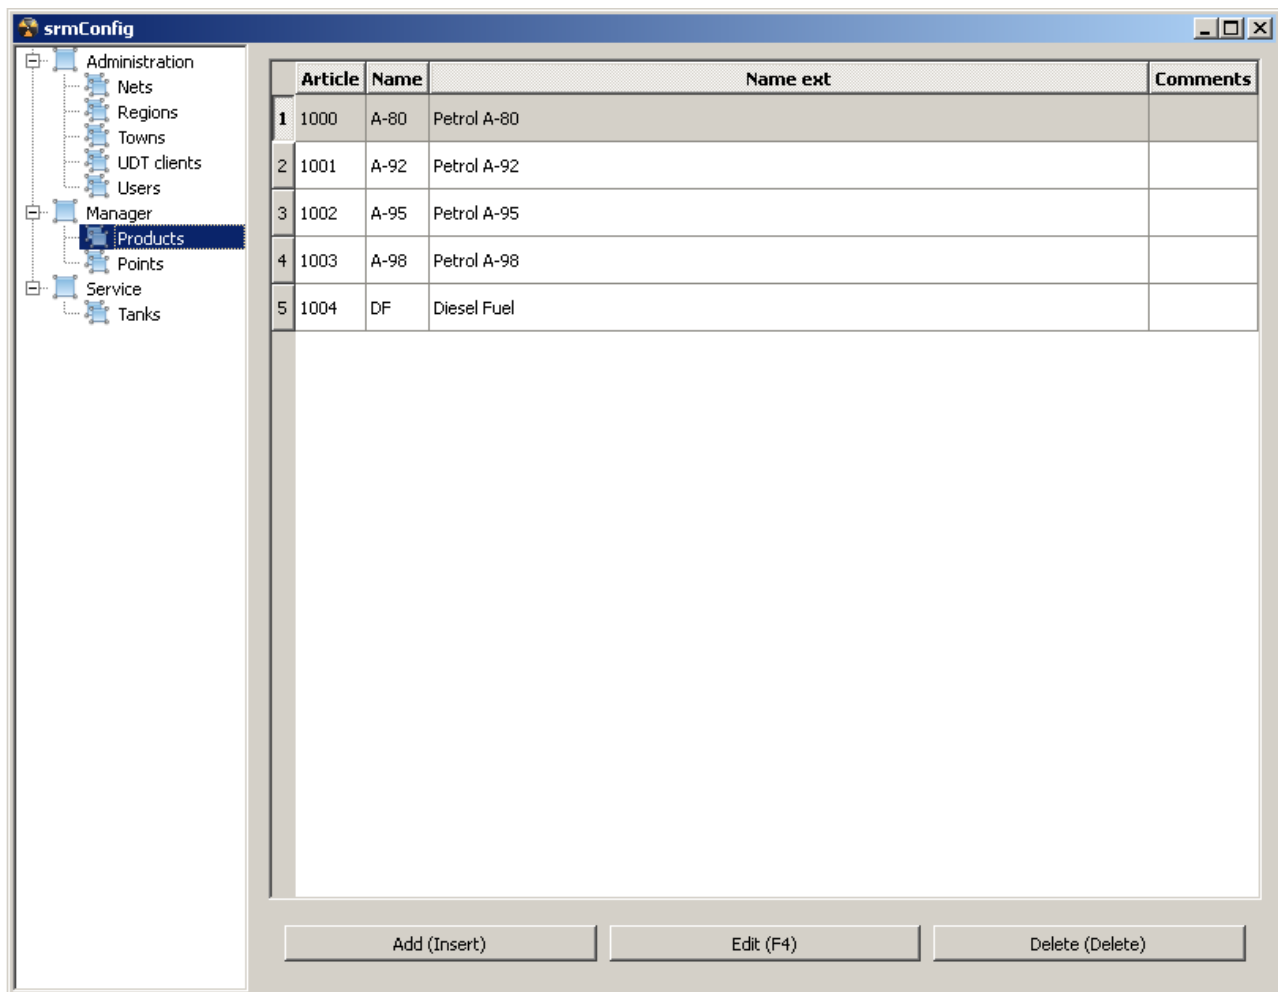 srmConfig
Administration
Nets
Regions
Towns
UDT clients
Users
Manager
Products
Points
Service
Tanks
Article Name Name ext Comments
1 1000 A-80 Petrol A-80
2 1001 A-92 Petrol A-92
3 1002 A-95 Petrol A-95
4 1003 A-98 Petrol A-98
5 1004 DF Diesel Fuel
Add (Insert) Edit (F4) Delete (Delete)